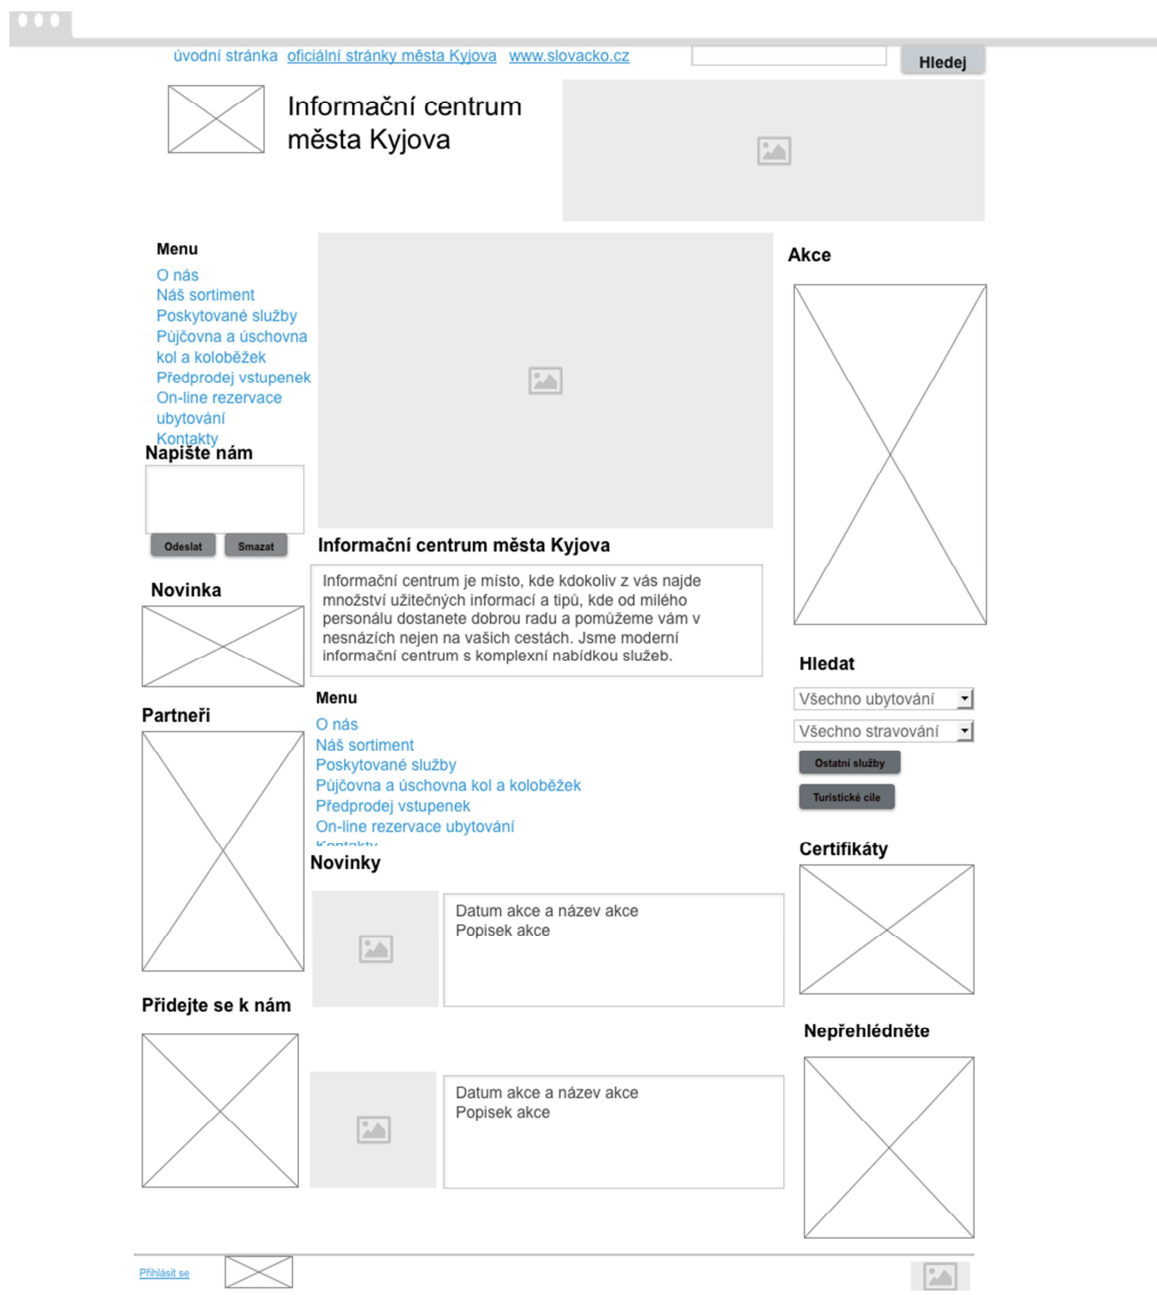 úvodní stránka oficiální stránky města Kyjova www.slovacko.cz
Hledej
Informační centrum
města Kyjova
Menu
O nás
Náš sortiment
Poskytované služby
Půjčovna a úschovna
kol a koloběžek
Předprodej vstupenek
On-line rezervace
ubytování
Kontakty
Napište nám
Odeslat Smazat
Novinka
Partneři
Přidejte se k nám
Informační centrum města Kyjova
Informační centrum je místo, kde kdokoliv z vás najde
množství užitečných informací a tipů, kde od milého
personálu dostanete dobrou radu a pomůžeme vám v
nesnázích nejen na vašich cestách. Jsme moderní
informační centrum s komplexní nabídkou služeb.
Menu
O nás
Náš sortiment
Poskytované služby
Půjčovna a úschovna kol a koloběžek
Předprodej vstupenek
On-line rezervace ubytování
Kontakty
Novinky
Datum akce a název akce
Popisek akce
Datum akce a název akce
Popisek akce
Akce
Hledat
Všechno ubytování
Všechno stravování
Ostatní služby
Turistické cíle
Certifikáty
Nepřehlédněte
Přihlásit se